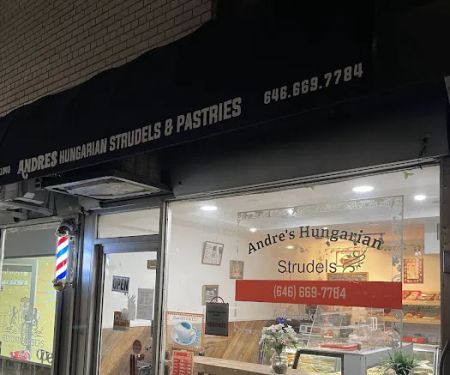 ANDRES HUNGARIAN STRUDELS & PASTRIES
646.669.7784
Andre's Hungarian
Strudels
(646) 669-7784
OPEN